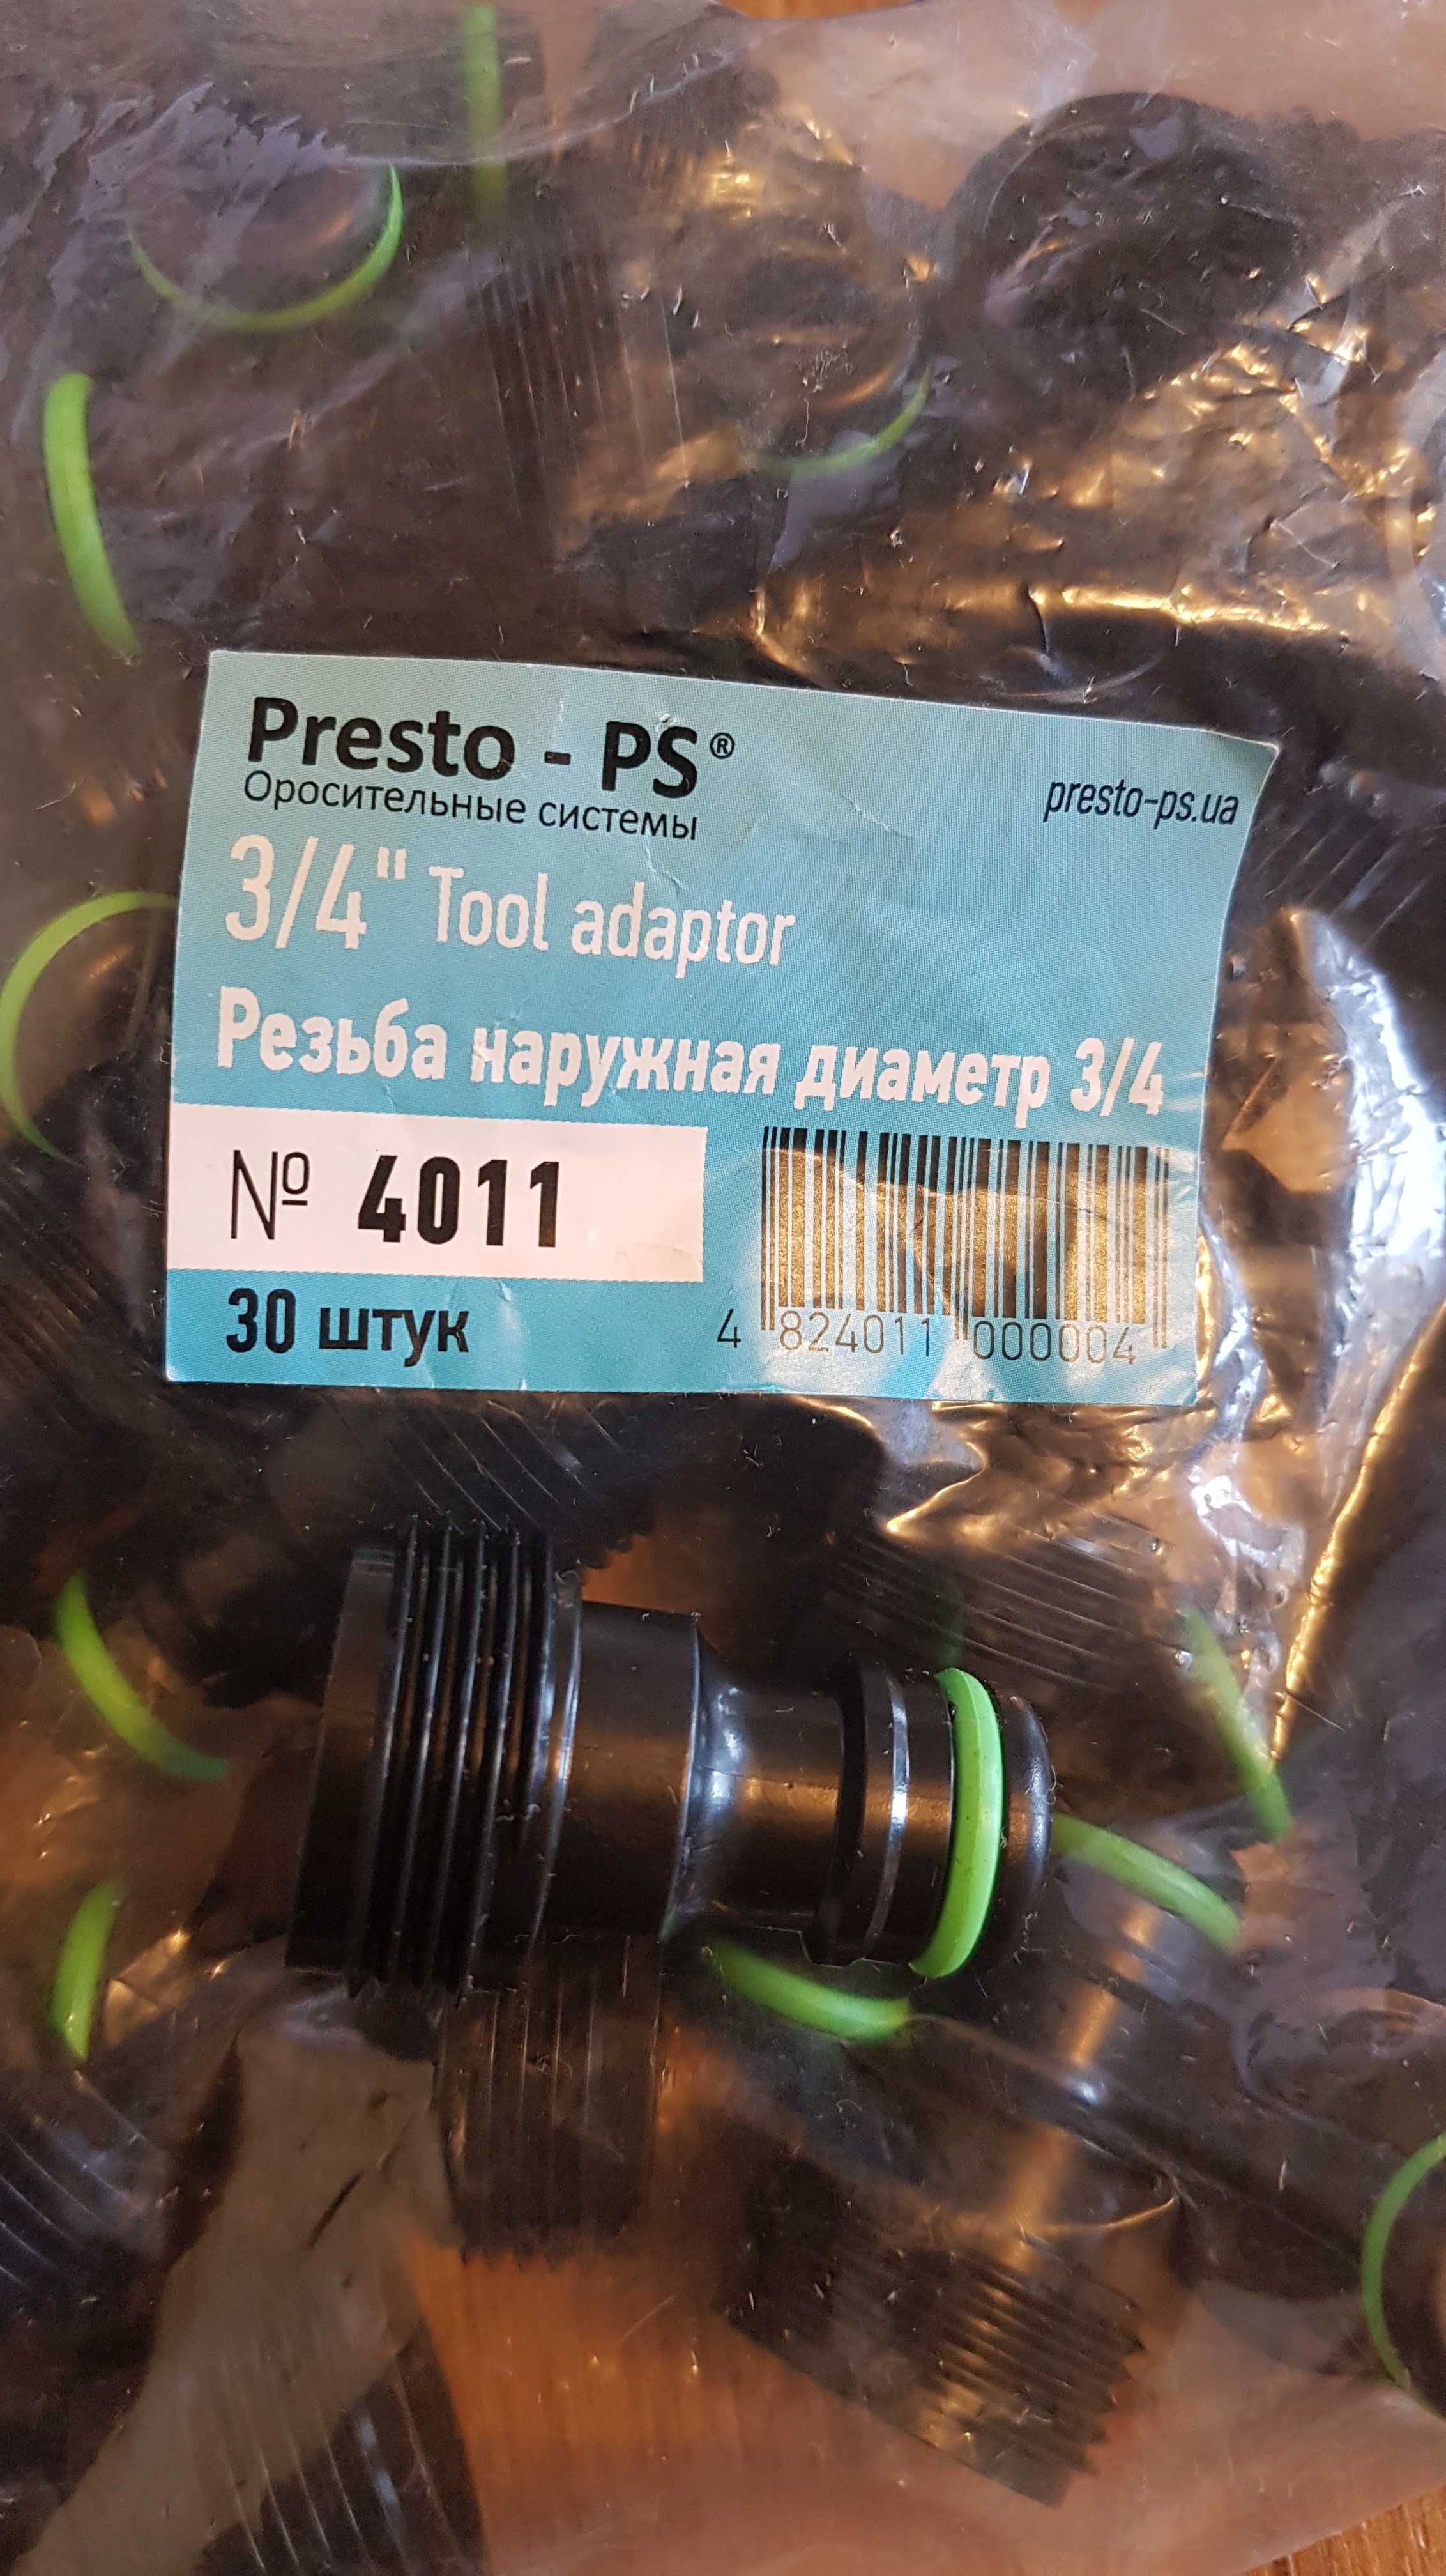 Presto - PS®
Оросительные системы
presto-ps.ua
3/4" Tool adaptor
Резьба наружная диаметр 3/4
№ 4011
30 штук
4 824011 000004